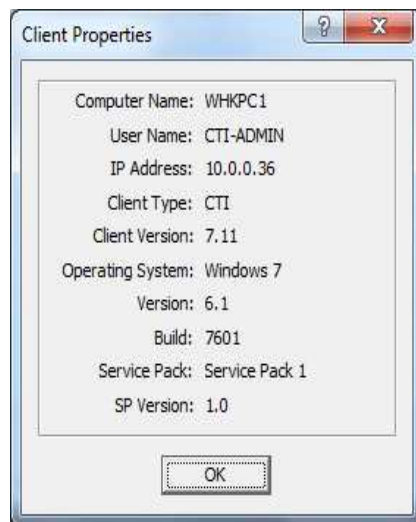 Client Properties
Computer Name: WHKPC1
User Name: CTI-ADMIN
IP Address: 10.0.0.36
Client Type: CTI
Client Version: 7.11
Operating System: Windows 7
Version: 6.1
Build: 7601
Service Pack: Service Pack 1
SP Version: 1.0
OK